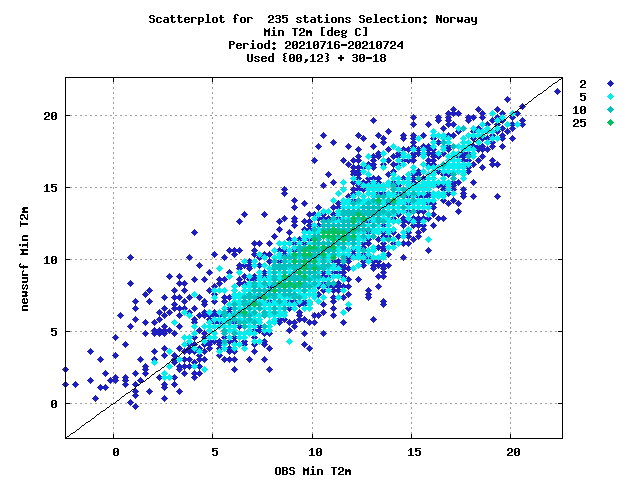 Scatterplot for  235 stations Selection: Norway
Min T2m [deg C]
Period: 20210716-20210724
Used {00,12} + 30-18
2
5
10
25
20
15
10
5
0
newsurf Min T2m
0 5 10 15 20
OBS Min T2m